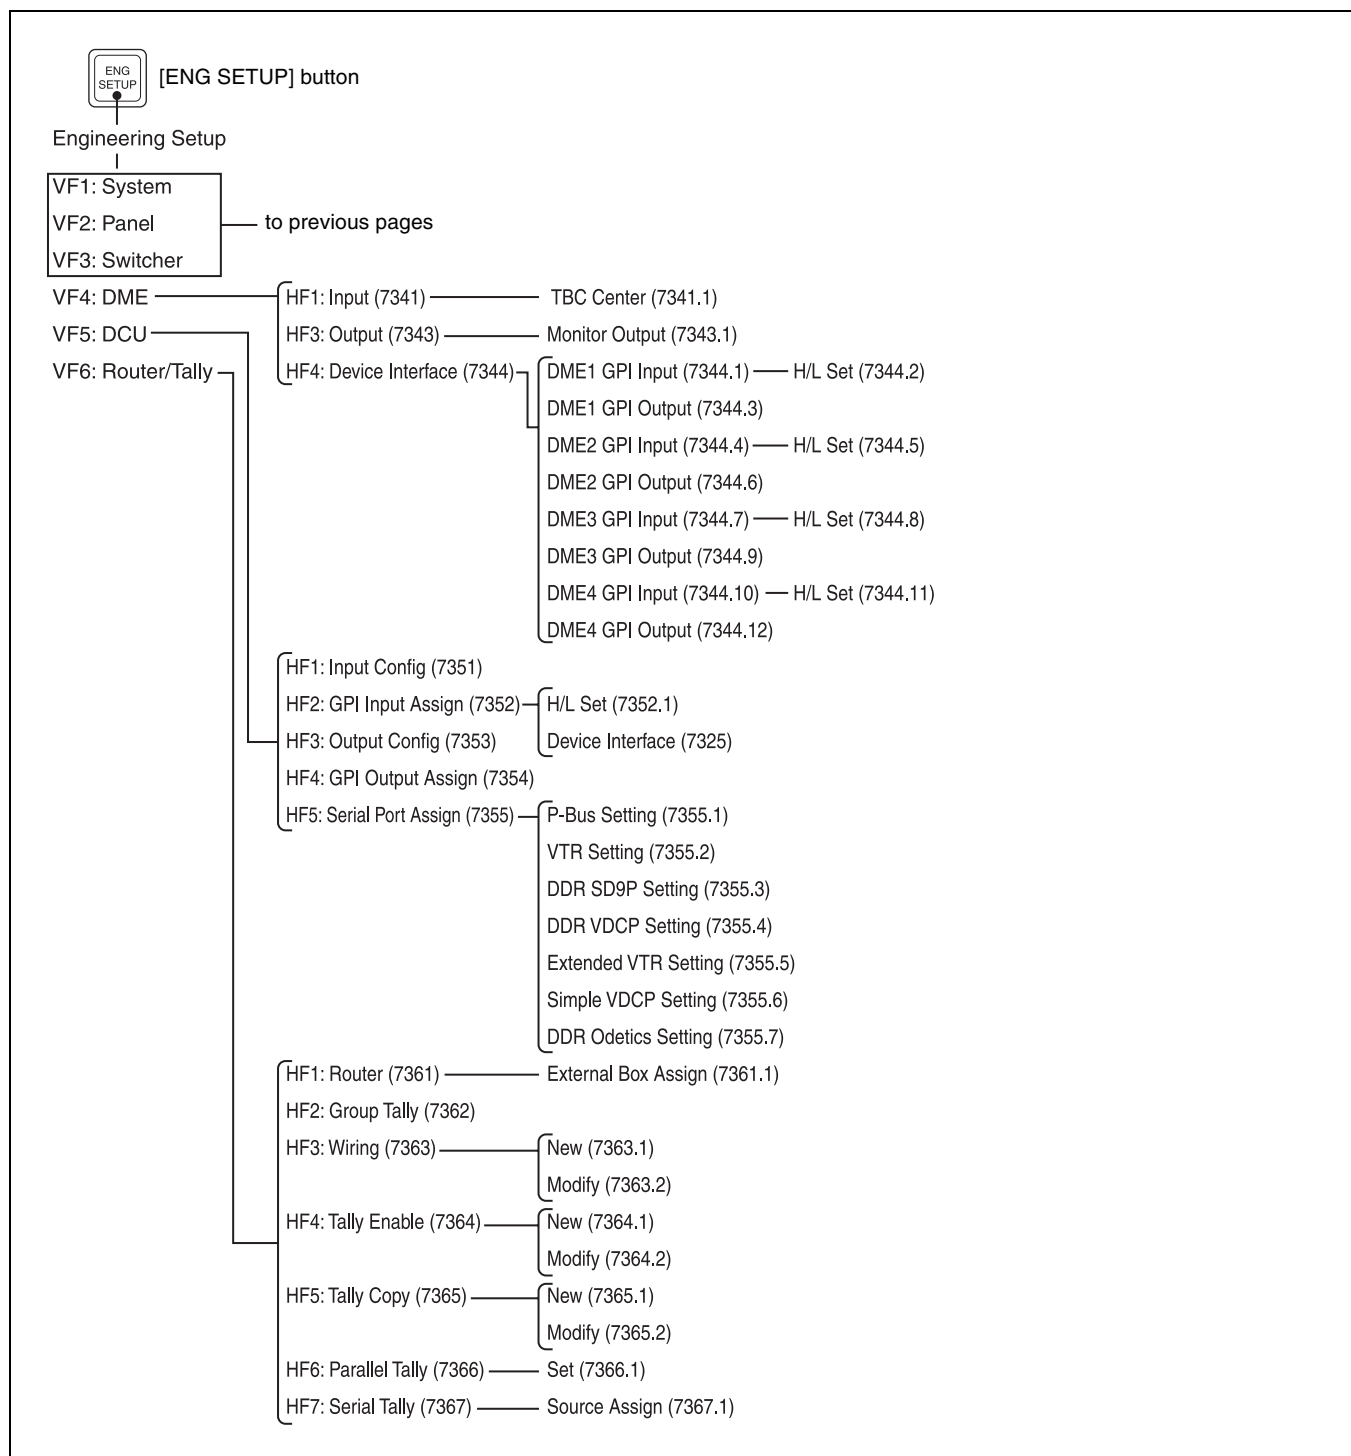 ENG
SETUP
[ENG SETUP] button
Engineering Setup
VF1: System
VF2: Panel
to previous pages
VF3: Switcher
VF4: DME
HF1: Input (7341)
TBC Center (7341.1)
VF5: DCU
HF3: Output (7343)
Monitor Output (7343.1)
VF6: Router/Tally
HF4: Device Interface (7344)
DME1 GPI Input (7344.1)
H/L Set (7344.2)
DME1 GPI Output (7344.3)
DME2 GPI Input (7344.4)
H/L Set (7344.5)
DME2 GPI Output (7344.6)
DME3 GPI Input (7344.7)
H/L Set (7344.8)
DME3 GPI Output (7344.9)
DME4 GPI Input (7344.10)
H/L Set (7344.11)
DME4 GPI Output (7344.12)
HF1: Input Config (7351)
HF2: GPI Input Assign (7352)
H/L Set (7352.1)
HF3: Output Config (7353)
Device Interface (7325)
HF4: GPI Output Assign (7354)
HF5: Serial Port Assign (7355)
P-Bus Setting (7355.1)
VTR Setting (7355.2)
DDR SD9P Setting (7355.3)
DDR VDCP Setting (7355.4)
Extended VTR Setting (7355.5)
Simple VDCP Setting (7355.6)
DDR Odetics Setting (7355.7)
HF1: Router (7361)
External Box Assign (7361.1)
HF2: Group Tally (7362)
HF3: Wiring (7363)
New (7363.1)
Modify (7363.2)
HF4: Tally Enable (7364)
New (7364.1)
Modify (7364.2)
HF5: Tally Copy (7365)
New (7365.1)
Modify (7365.2)
HF6: Parallel Tally (7366)
Set (7366.1)
HF7: Serial Tally (7367)
Source Assign (7367.1)